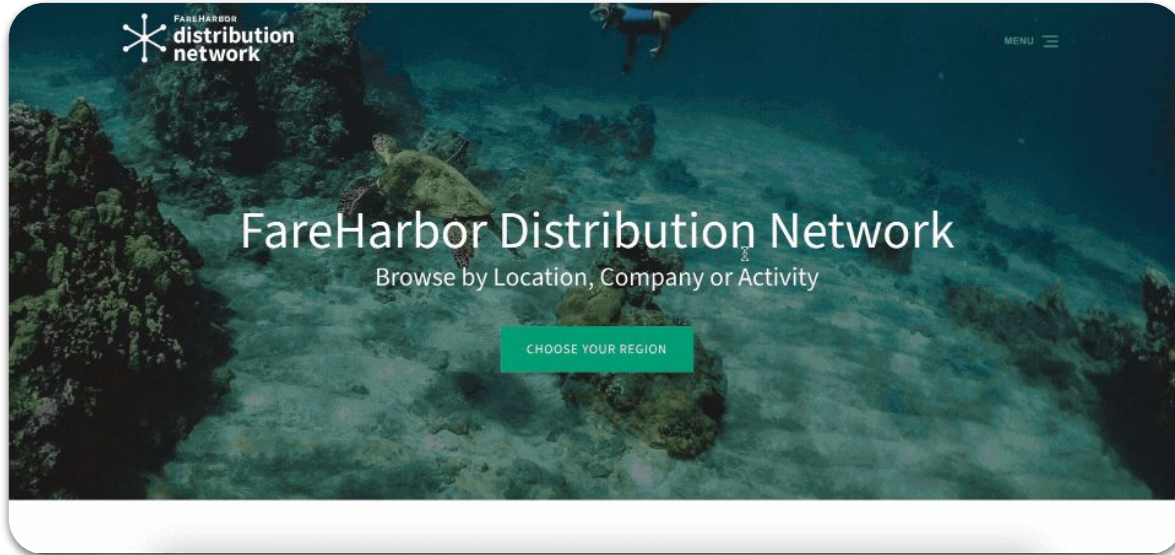 FAREHARBOR
distribution
network
MENU
FareHarbor Distribution Network
Browse by Location, Company or Activity
CHOOSE YOUR REGION